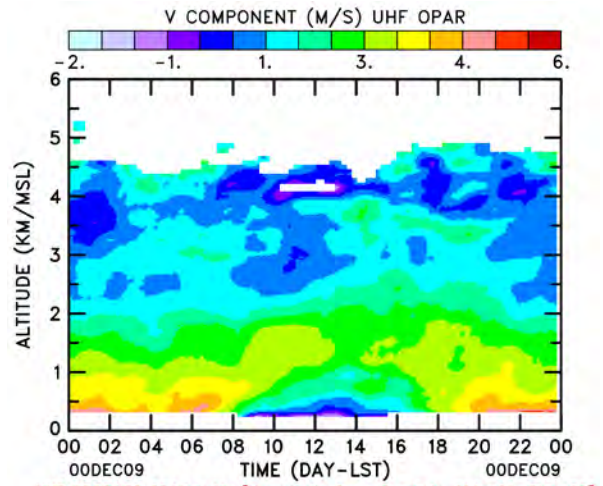 V COMPONENT (M/S) UHF OPAR
-2. -1. 1. 3. 4. 6.
6
5
4
3
2
1
0
ALTITUDE (KM/MSL)
00 02 04 06 08 10 12 14 16 18 20 22 00
00DEC09 TIME (DAY-LST) 00DEC09